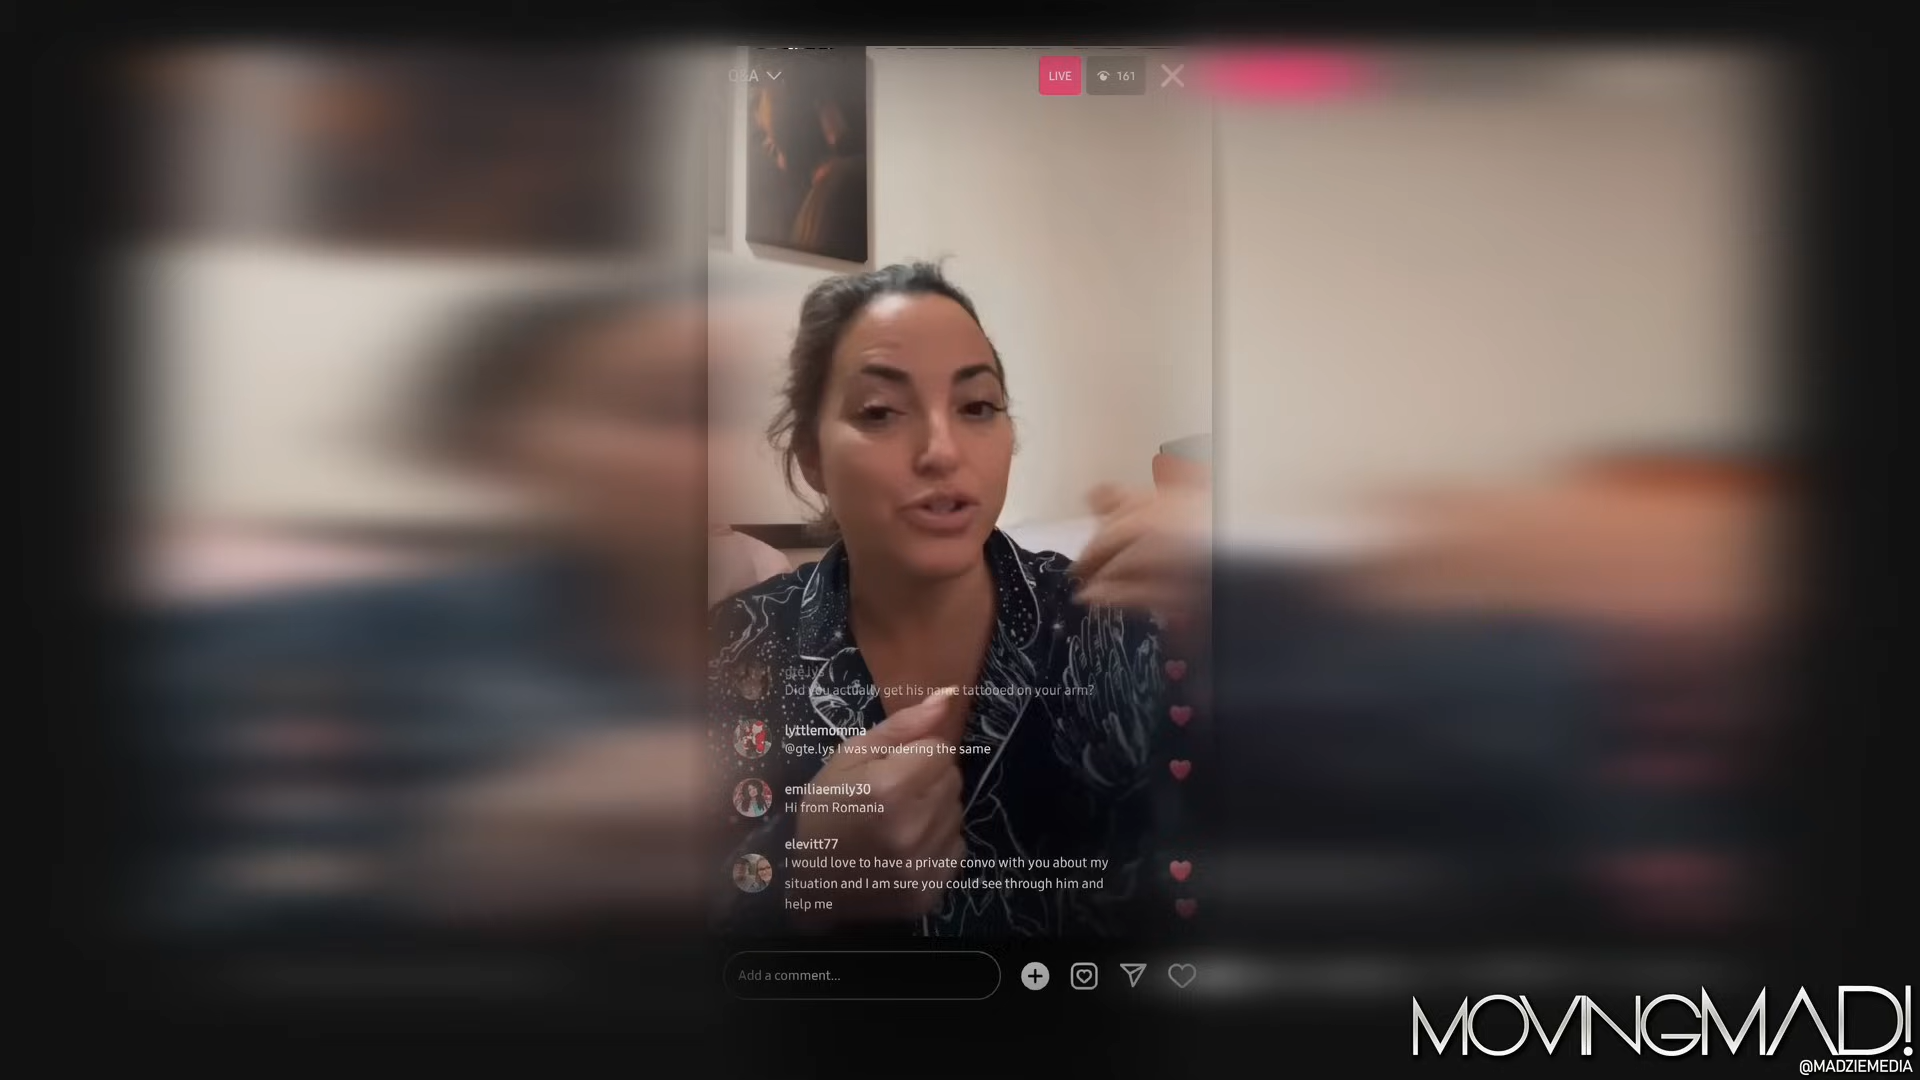 Q&A
LIVE
161
gte.lys
Did you actually get his name tattooed on your arm?
lyttlemomma
@gte.lys I was wondering the same
emiliaemily30
Hi from Romania
elevitt77
I would love to have a private convo with you about my
situation and I am sure you could see through him and
help me
Add a comment...
MOVINGMAD!
@MADZIEMEDIA